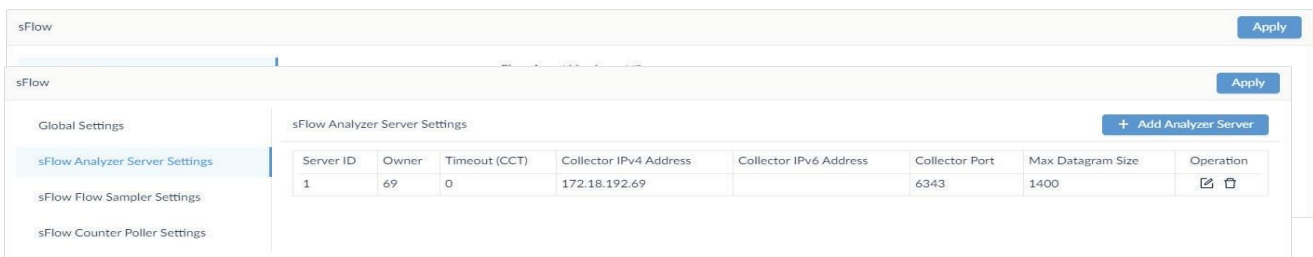 sFlow
Apply
sFlow
Apply
Global Settings
sFlow Analyzer Server Settings
sFlow Flow Sampler Settings
sFlow Counter Poller Settings
sFlow Analyzer Server Settings
+ Add Analyzer Server
Server ID Owner Timeout (CCT) Collector IPv4 Address Collector IPv6 Address Collector Port Max Datagram Size Operation
1 69 0 172.18.192.69 6343 1400